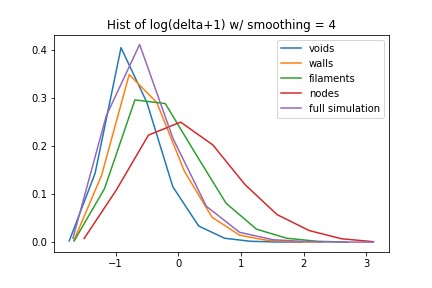 Hist of log(delta+1) w/ smoothing = 4
voids
walls
filaments
nodes
full simulation
0.4
0.3
0.2
0.1
0.0
−1 0 1 2 3